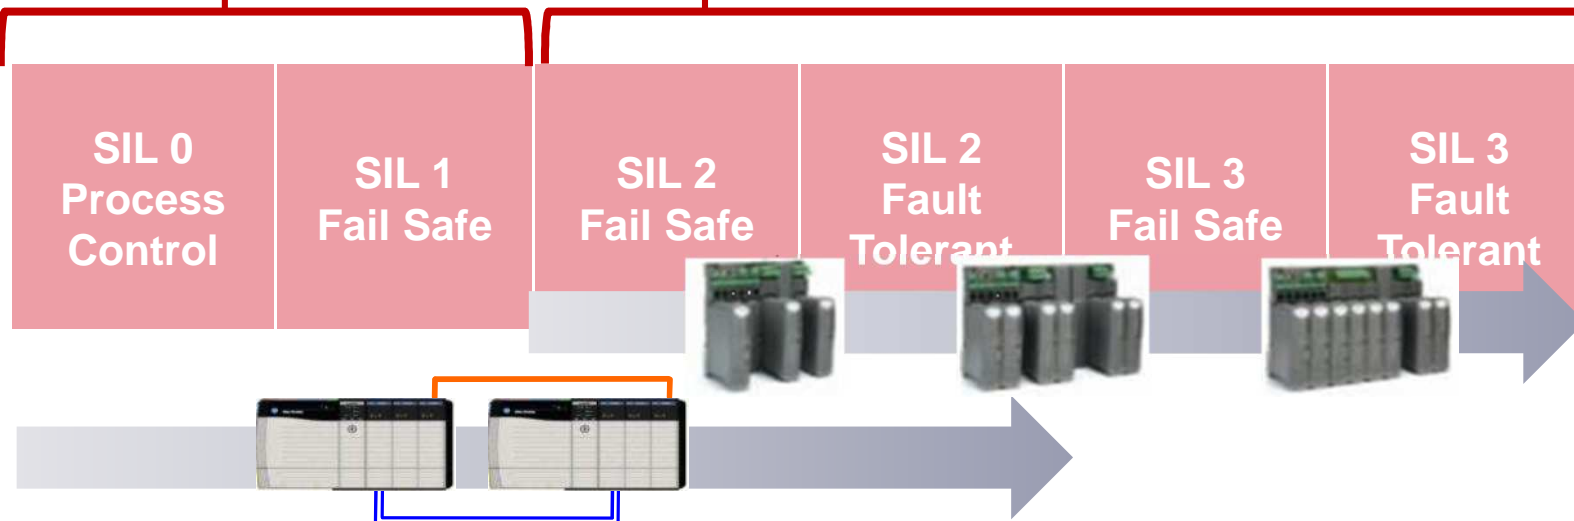 SIL 0
Process
Control
SIL 1
Fail Safe
SIL 2
Fail Safe
SIL 2
Fault
Tolerant
SIL 3
Fail Safe
SIL 3
Fault
Tolerant